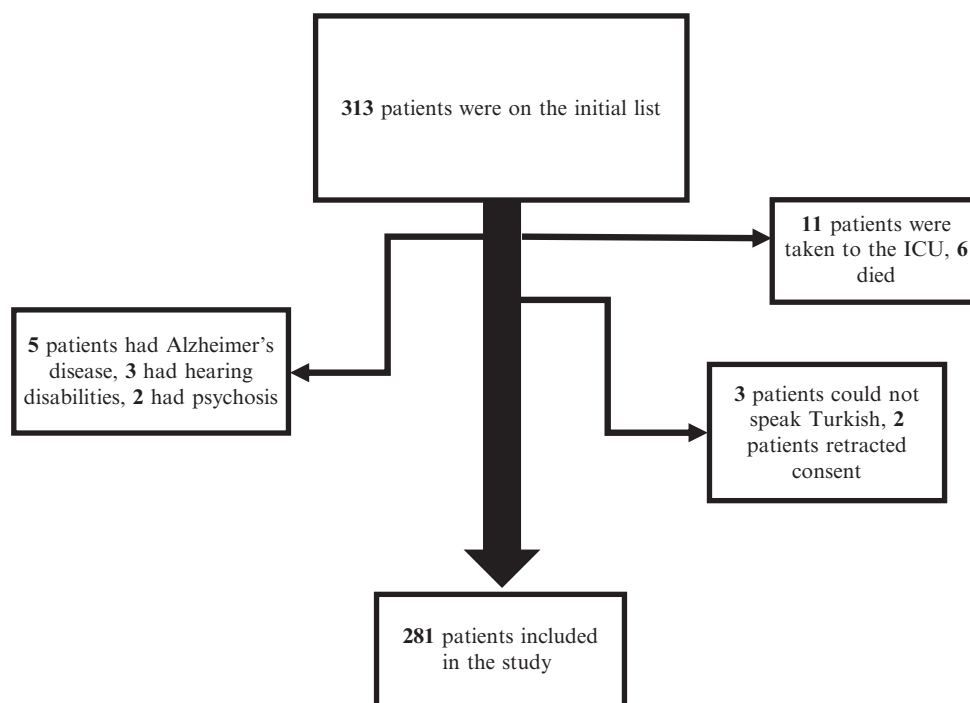 313 patients were on the initial list
11 patients were
taken to the ICU, 6
died
5 patients had Alzheimer's
disease, 3 had hearing
disabilities, 2 had psychosis
3 patients could not
speak Turkish, 2
patients retracted
consent
281 patients included
in the study